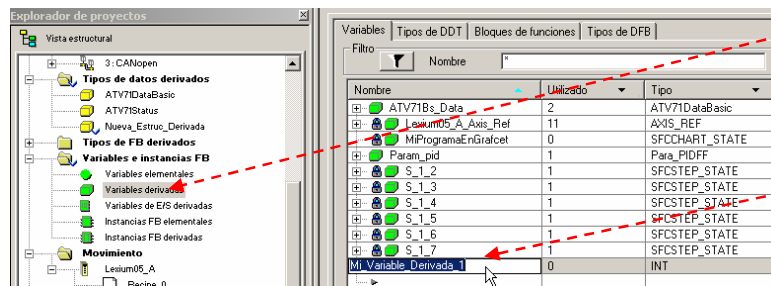 Explorador de proyectos
Vista estructural
3: CANopen
Tipos de datos derivados
ATV71DataBasic
ATV71Status
Nueva_Estruc_Derivada
Tipos de FB derivados
Variables e instancias FB
Variables elementales
Variables derivadas
Variables de E/S derivadas
Instancias FB elementales
Instancias FB derivadas
Movimiento
Lexium05_A
Recipe_0
Variables Tipos de DDT Bloques de funciones Tipos de DFB
Filtro
Nombre *
Nombre Utilizado Tipo
ATV71Bs_Data 2 ATV71DataBasic
Lexium05_A_Axis_Ref 11 AXIS_REF
MiProgramaEnGrafcet 0 SFCCHART_STATE
Param_pid 1 Para_PIDFF
S_1_2 1 SFCSTEP_STATE
S_1_3 1 SFCSTEP_STATE
S_1_4 1 SFCSTEP_STATE
S_1_5 1 SFCSTEP_STATE
S_1_6 1 SFCSTEP_STATE
S_1_7 1 SFCSTEP_STATE
Mi_Variable_Derivada_1 0 INT